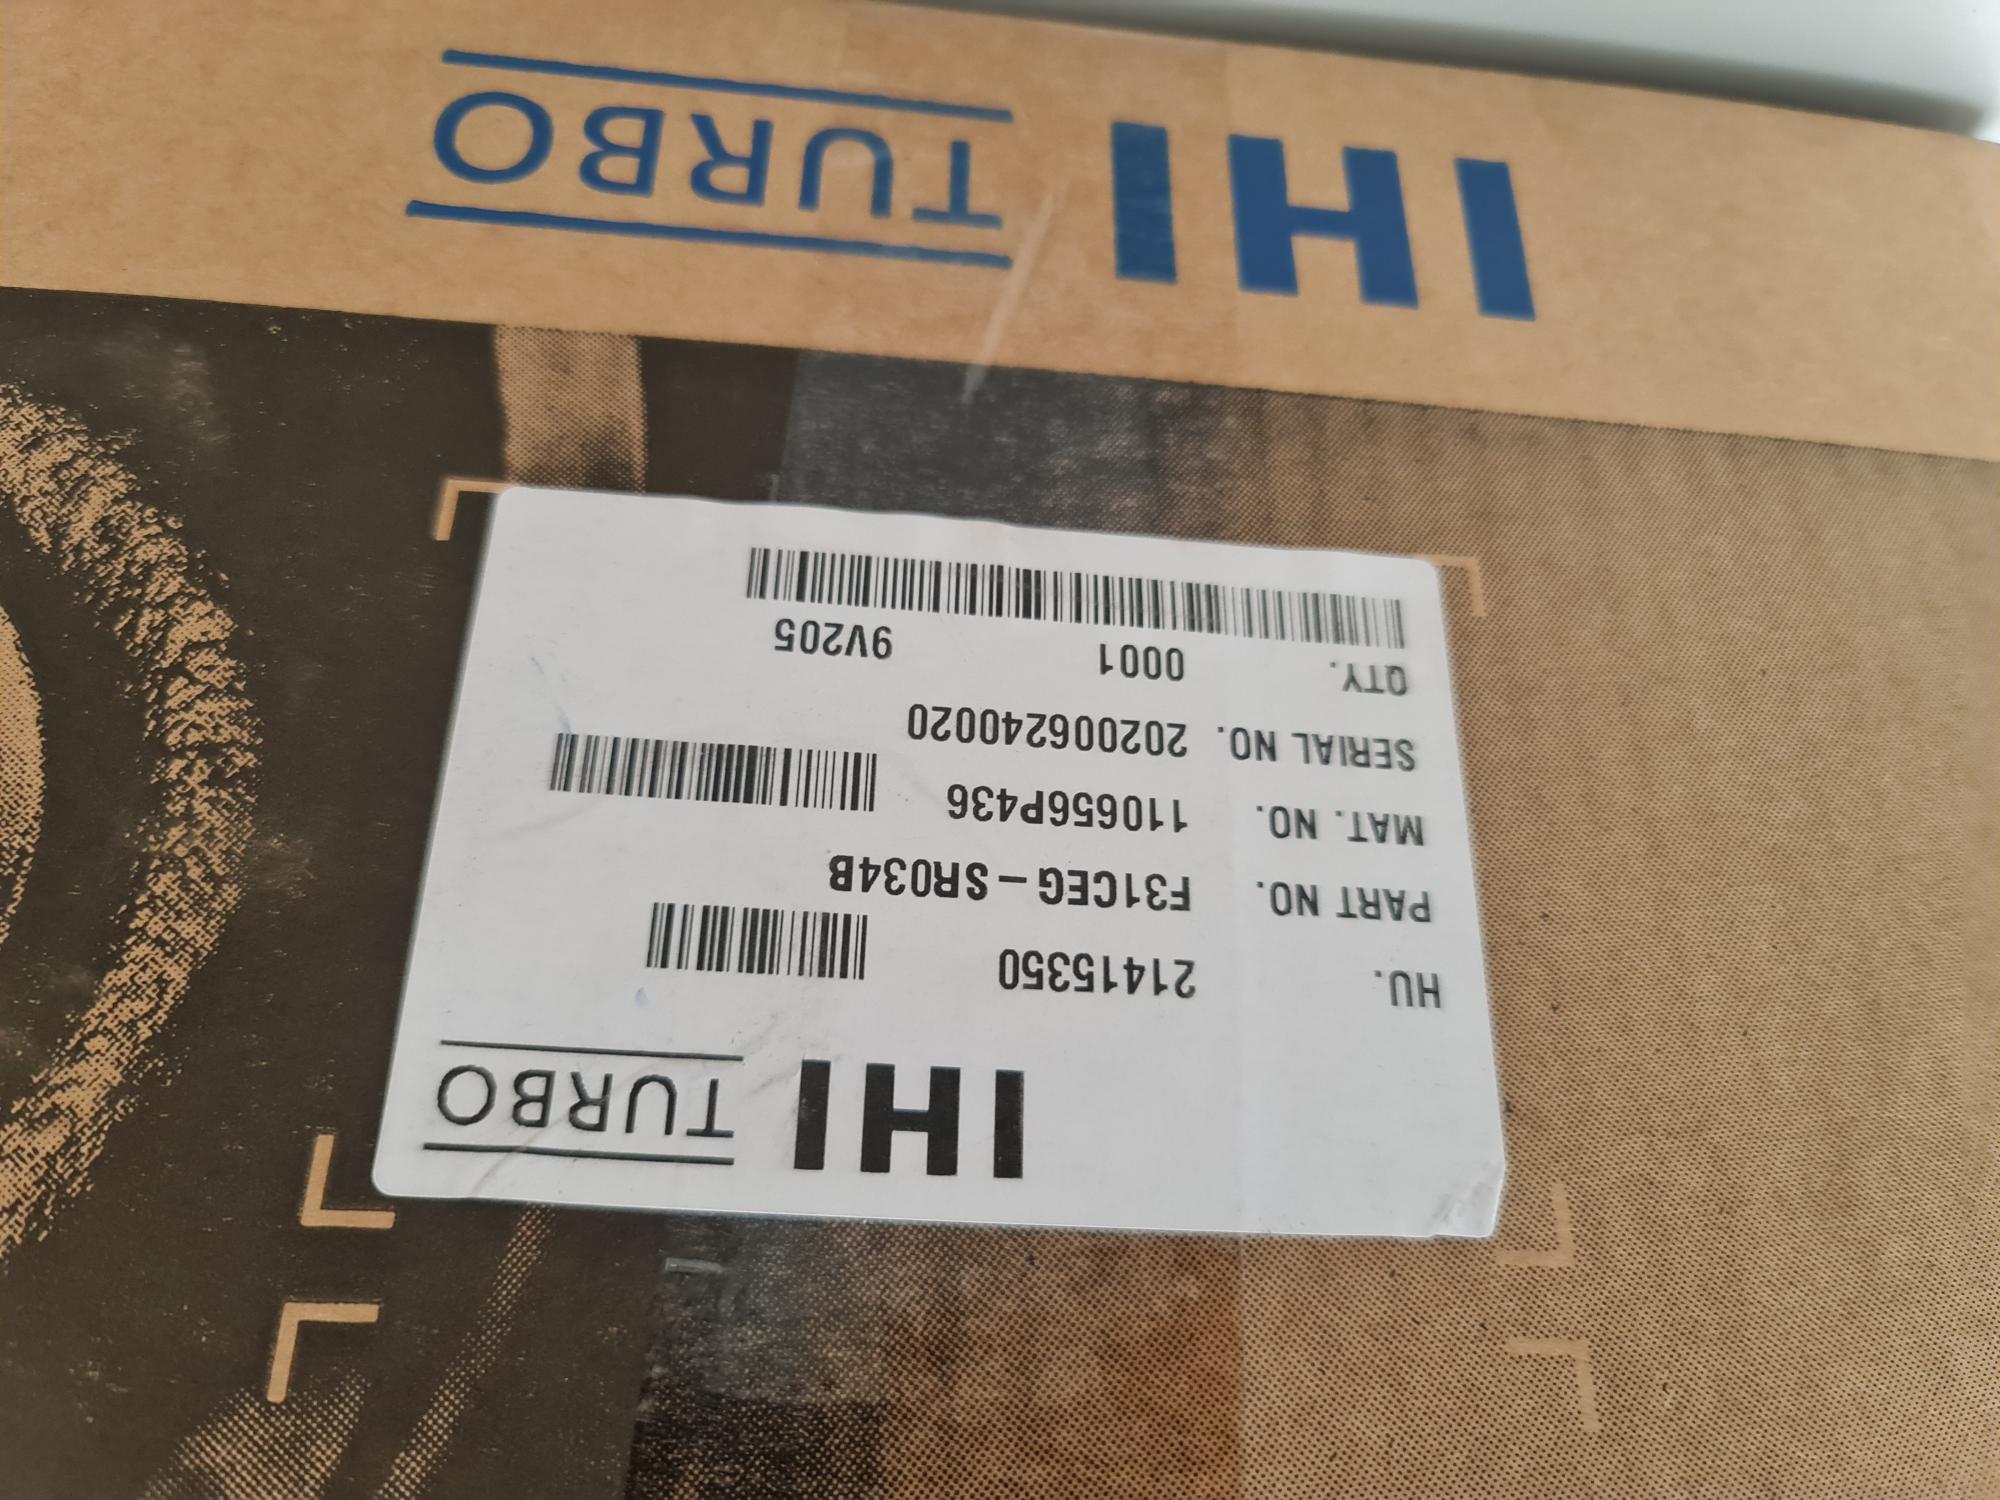 IHI TURBO
HU. 21415350
PART NO. F31CEG-SR034B
MAT. NO. 110656P436
SERIAL NO. 202006240020
QTY. 0001 9V205
IHI TURBO